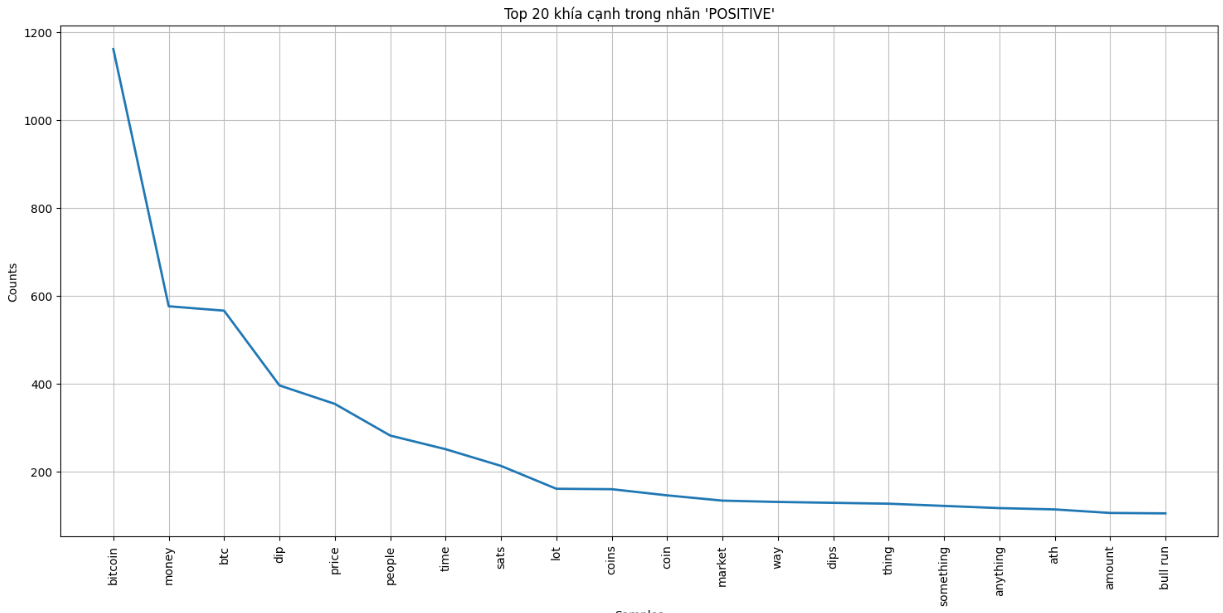 Top 20 khía cạnh trong nhãn 'POSITIVE'
1200
1000
800
600
400
200
Counts
bitcoin
money
btc
dip
price
people
time
sats
lot
coins
coin
market
way
dips
thing
something
anything
ath
amount
bull run